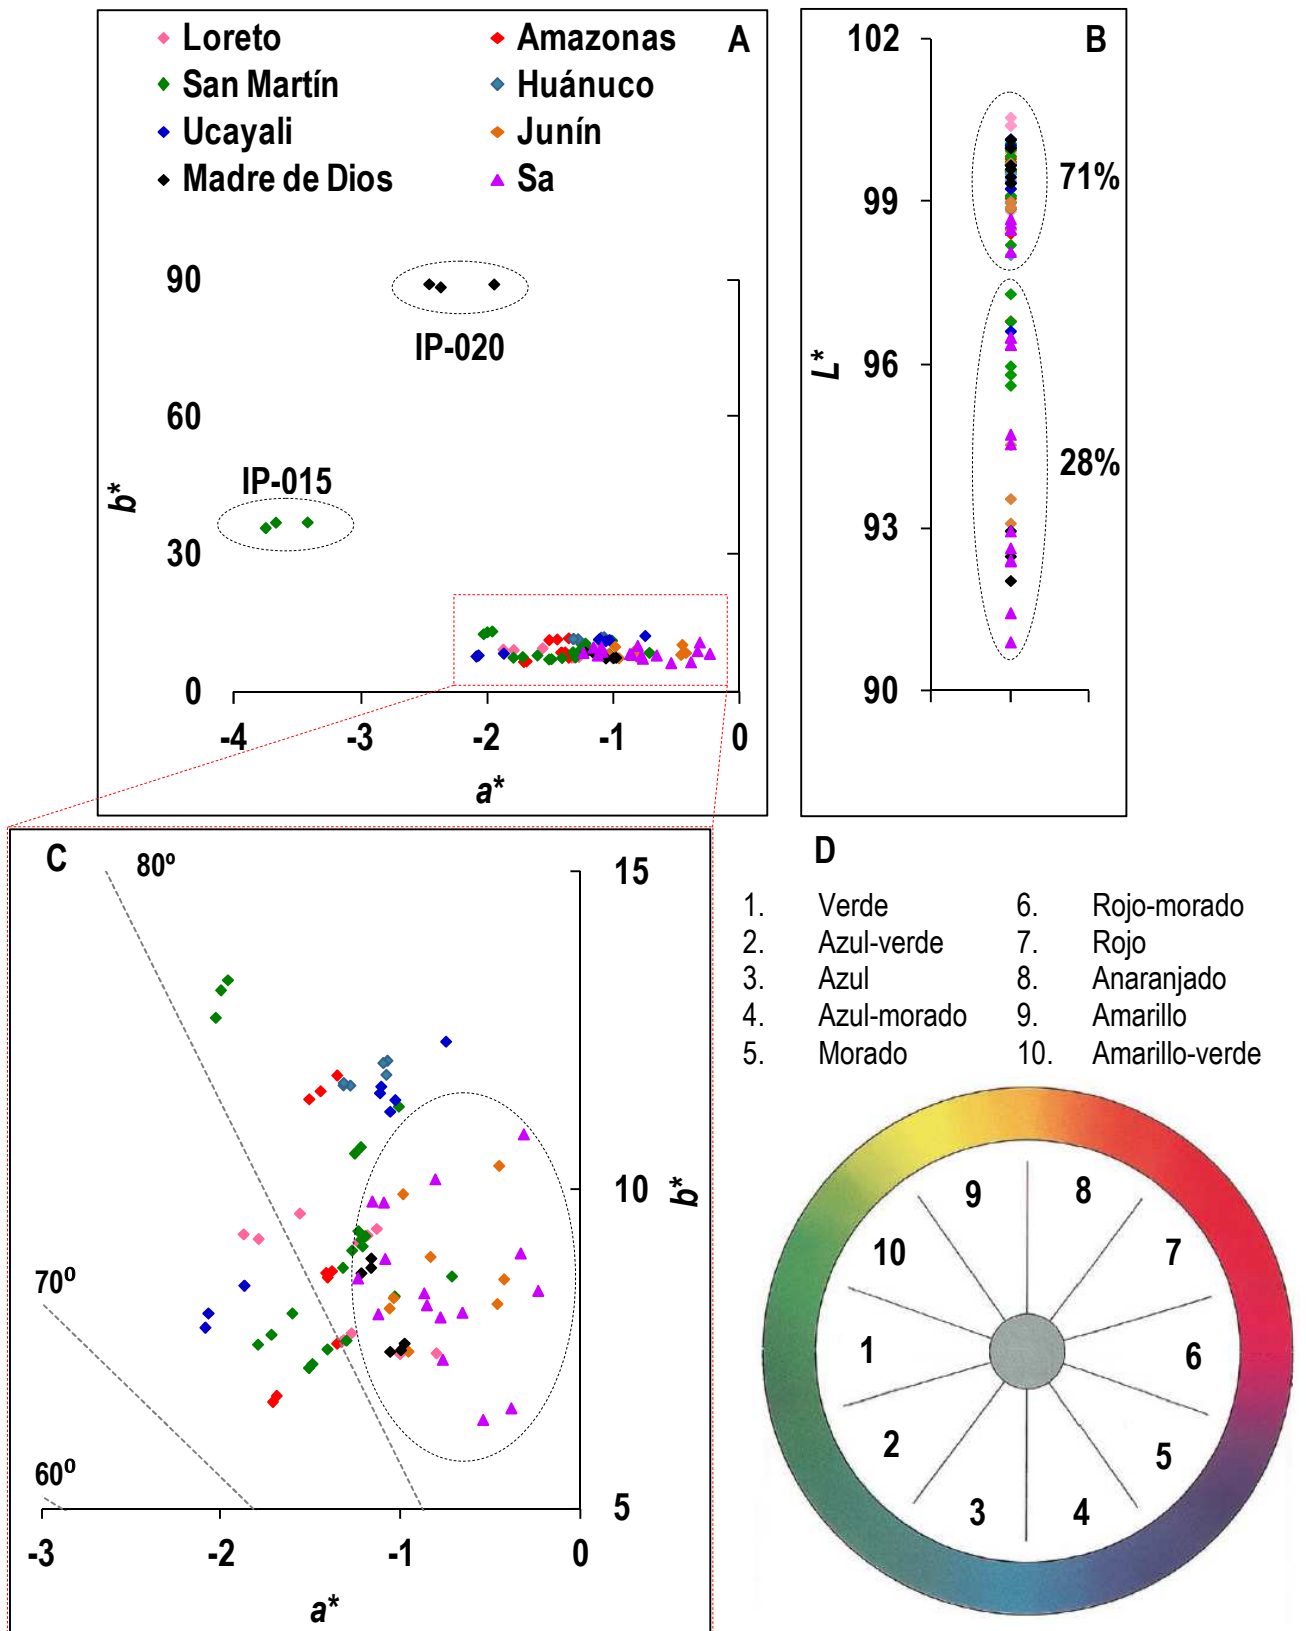 Loreto
Amazonas
A
San Martín
Huánuco
Ucayali
Junín
Madre de Dios
Sa
90
60
30
0
b*
IP-020
IP-015
-4
-3
-2
-1
0
a*
102
B
99
96
93
90
L*
71%
28%
C
80º
70º
60º
15
10
5
b*
-3
-2
-1
0
a*
D
1. Verde
2. Azul-verde
3. Azul
4. Azul-morado
5. Morado
6. Rojo-morado
7. Rojo
8. Anaranjado
9. Amarillo
10. Amarillo-verde
9
8
10
7
1
6
2
5
3
4